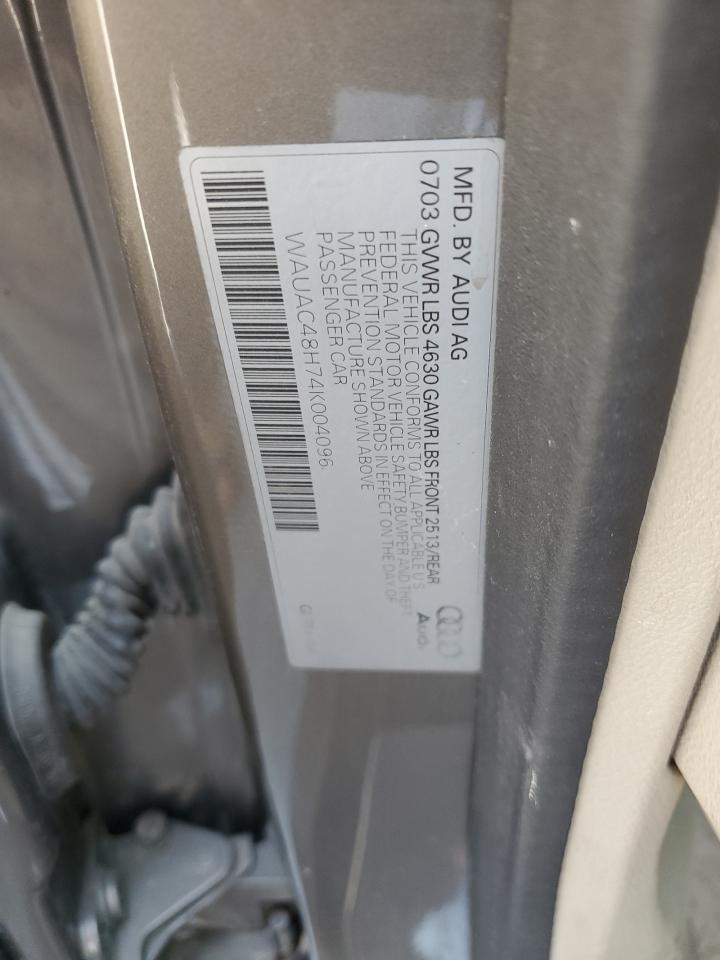 MFD. BY AUDI AG
0703 GVWR LBS 4630 GAWR LBS FRONT 2513/REAR
THIS VEHICLE CONFORMS TO ALL APPLICABLE U S
FEDERAL MOTOR VEHICLE SAFETY,BUMPER AND THEFT
PREVENTION STANDARDS IN EFFECT ON THE DAY OF
MANUFACTURE SHOWN ABOVE
PASSENGER CAR
WAUAC48H74K004096
Audi